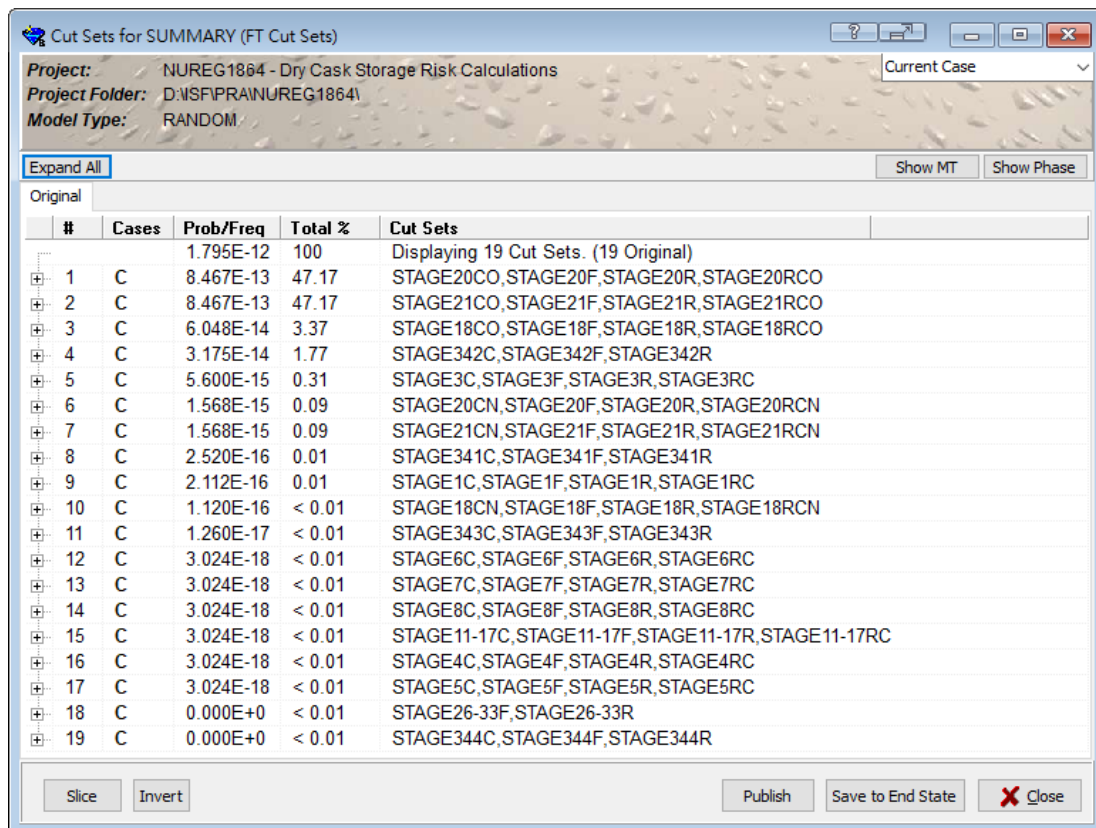 Cut Sets for SUMMARY (FT Cut Sets)
Project: NUREG1864 - Dry Cask Storage Risk Calculations
Current Case
Project Folder: D:\ISF\PRA\NUREG1864\
Model Type: RANDOM
Expand All Show MT Show Phase
Original
# Cases Prob/Freq Total % Cut Sets
1.795E-12 100 Displaying 19 Cut Sets. (19 Original)
1 C 8.467E-13 47.17 STAGE20CO,STAGE20F,STAGE20R,STAGE20RCO
2 C 8.467E-13 47.17 STAGE21CO,STAGE21F,STAGE21R,STAGE21RCO
3 C 6.048E-14 3.37 STAGE18CO,STAGE18F,STAGE18R,STAGE18RCO
4 C 3.175E-14 1.77 STAGE342C,STAGE342F,STAGE342R
5 C 5.600E-15 0.31 STAGE3C,STAGE3F,STAGE3R,STAGE3RC
6 C 1.568E-15 0.09 STAGE20CN,STAGE20F,STAGE20R,STAGE20RCN
7 C 1.568E-15 0.09 STAGE21CN,STAGE21F,STAGE21R,STAGE21RCN
8 C 2.520E-16 0.01 STAGE341C,STAGE341F,STAGE341R
9 C 2.112E-16 0.01 STAGE1C,STAGE1F,STAGE1R,STAGE1RC
10 C 1.120E-16 < 0.01 STAGE18CN,STAGE18F,STAGE18R,STAGE18RCN
11 C 1.260E-17 < 0.01 STAGE343C,STAGE343F,STAGE343R
12 C 3.024E-18 < 0.01 STAGE6C,STAGE6F,STAGE6R,STAGE6RC
13 C 3.024E-18 < 0.01 STAGE7C,STAGE7F,STAGE7R,STAGE7RC
14 C 3.024E-18 < 0.01 STAGE8C,STAGE8F,STAGE8R,STAGE8RC
15 C 3.024E-18 < 0.01 STAGE11-17C,STAGE11-17F,STAGE11-17R,STAGE11-17RC
16 C 3.024E-18 < 0.01 STAGE4C,STAGE4F,STAGE4R,STAGE4RC
17 C 3.024E-18 < 0.01 STAGE5C,STAGE5F,STAGE5R,STAGE5RC
18 C 0.000E+0 < 0.01 STAGE26-33F,STAGE26-33R
19 C 0.000E+0 < 0.01 STAGE344C,STAGE344F,STAGE344R
Slice Invert Publish Save to End State Close